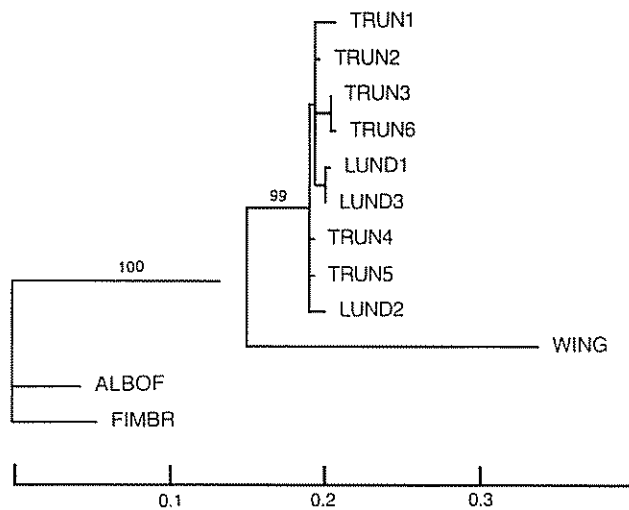 TRUN1
TRUN2
TRUN3
TRUN6
LUND1
LUND3
99
TRUN4
TRUN5
100
LUND2
WING
ALBOF
FIMBR
0.1 0.2 0.3